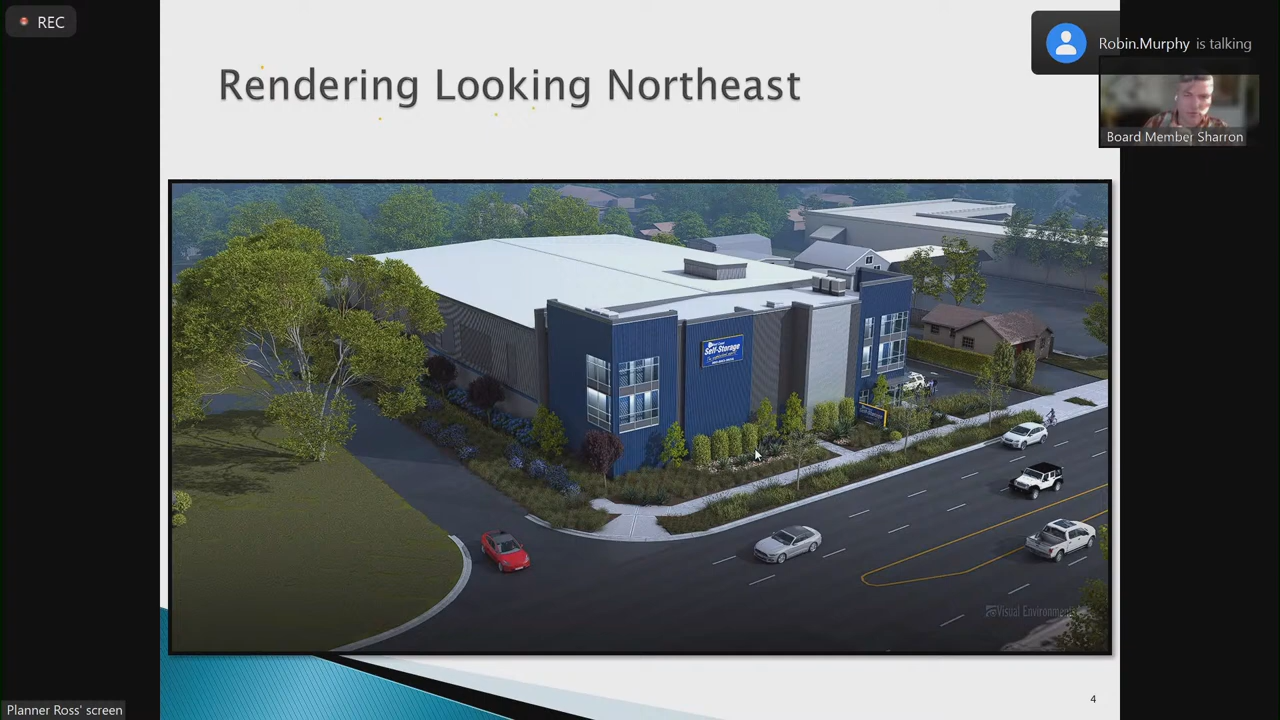 REC
Robin.Murphy is talking
Rendering Looking Northeast
Board Member Sharron
Self-Storage
Visual Environments
4
Planner Ross' screen